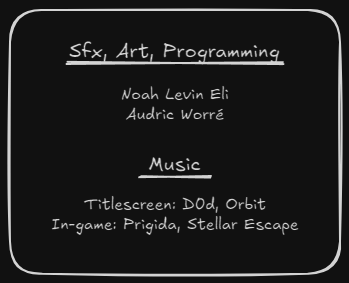 Sfx, Art, Programming
Noah Levin Eli
Audric Worré
Music
Titlescreen: D0d, Orbit
In-game: Prigida, Stellar Escape